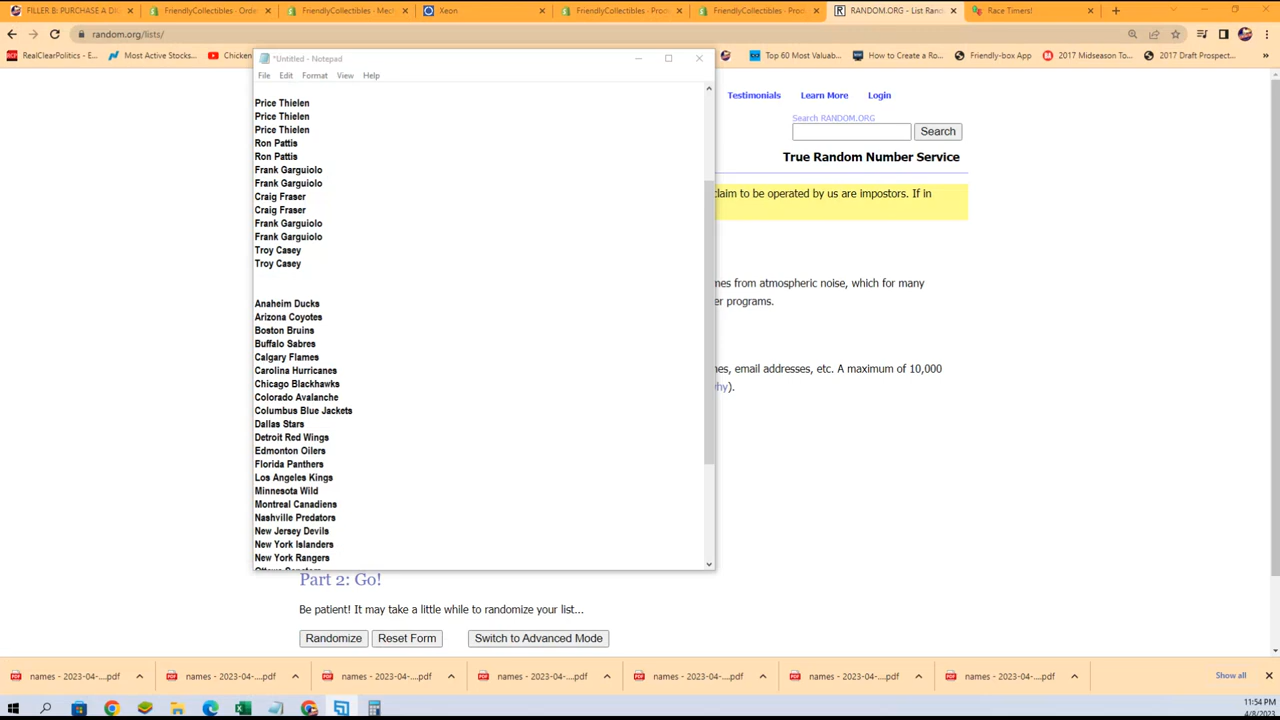 FILLER B: PURCHASE A DI
FriendlyCollectibles · Orde
FriendlyCollectibles · Mech
Xeon
FriendlyCollectibles · Prod
FriendlyCollectibles · Prod
RANDOM.ORG - List Rand
Race Timers!
random.org/lists/
RealClearPolitics - E...
Most Active Stocks...
Chicken
Top 60 Most Valuab...
How to Create a Ro...
Friendly-box App
2017 Midseason To...
2017 Draft Prospect...
*Untitled - Notepad
File Edit Format View Help
Testimonials Learn More Login
Search RANDOM.ORG
Search
True Random Number Service
claim to be operated by us are impostors. If in
mes from atmospheric noise, which for many
er programs.
nes, email addresses, etc. A maximum of 10,000
hy).
Price Thielen
Price Thielen
Price Thielen
Ron Pattis
Ron Pattis
Frank Garguiolo
Frank Garguiolo
Craig Fraser
Craig Fraser
Frank Garguiolo
Frank Garguiolo
Troy Casey
Troy Casey
Anaheim Ducks
Arizona Coyotes
Boston Bruins
Buffalo Sabres
Calgary Flames
Carolina Hurricanes
Chicago Blackhawks
Colorado Avalanche
Columbus Blue Jackets
Dallas Stars
Detroit Red Wings
Edmonton Oilers
Florida Panthers
Los Angeles Kings
Minnesota Wild
Montreal Canadiens
Nashville Predators
New Jersey Devils
New York Islanders
New York Rangers
Part 2: Go!
Be patient! It may take a little while to randomize your list...
Randomize Reset Form Switch to Advanced Mode
names - 2023-04-....pdf
names - 2023-04-....pdf
names - 2023-04-....pdf
names - 2023-04-....pdf
names - 2023-04-....pdf
names - 2023-04-....pdf
names - 2023-04-....pdf
Show all
11:54 PM
4/8/2023